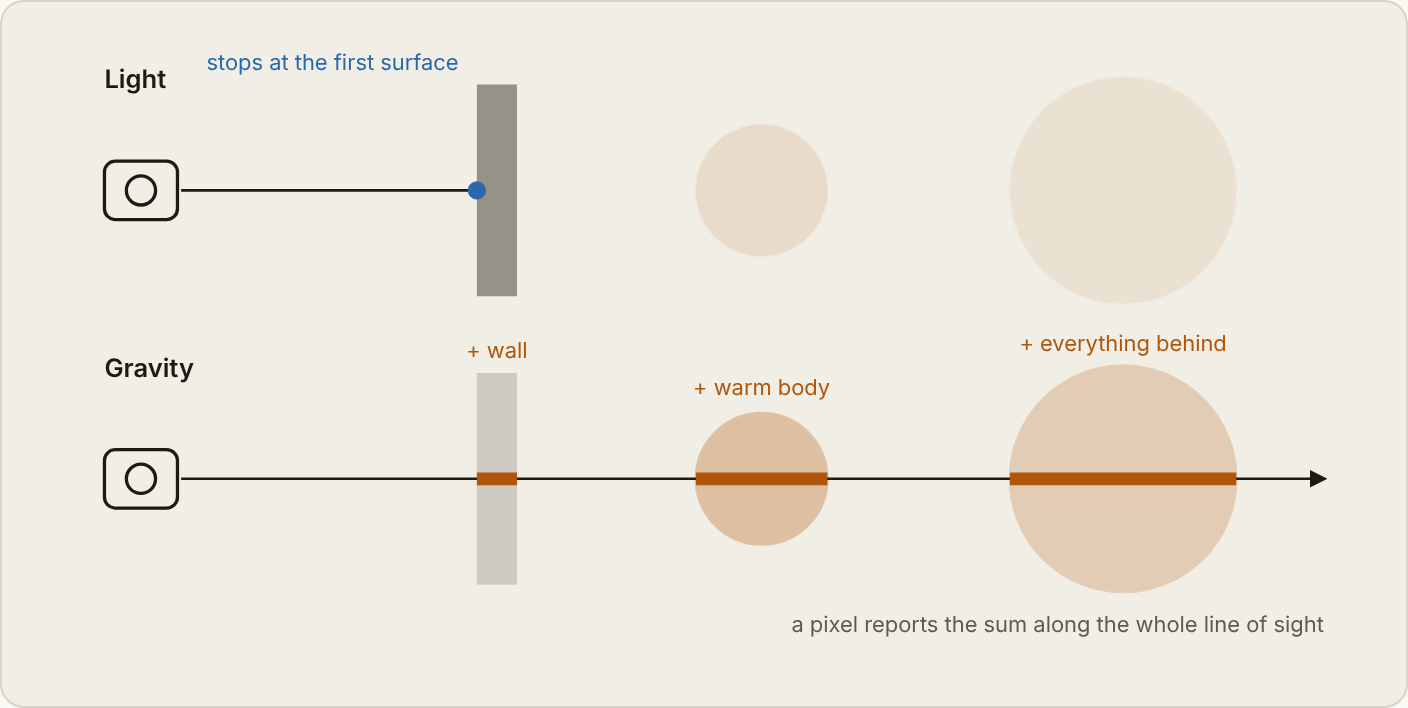 Light
stops at the first surface
Gravity
+ wall
+ warm body
+ everything behind
a pixel reports the sum along the whole line of sight